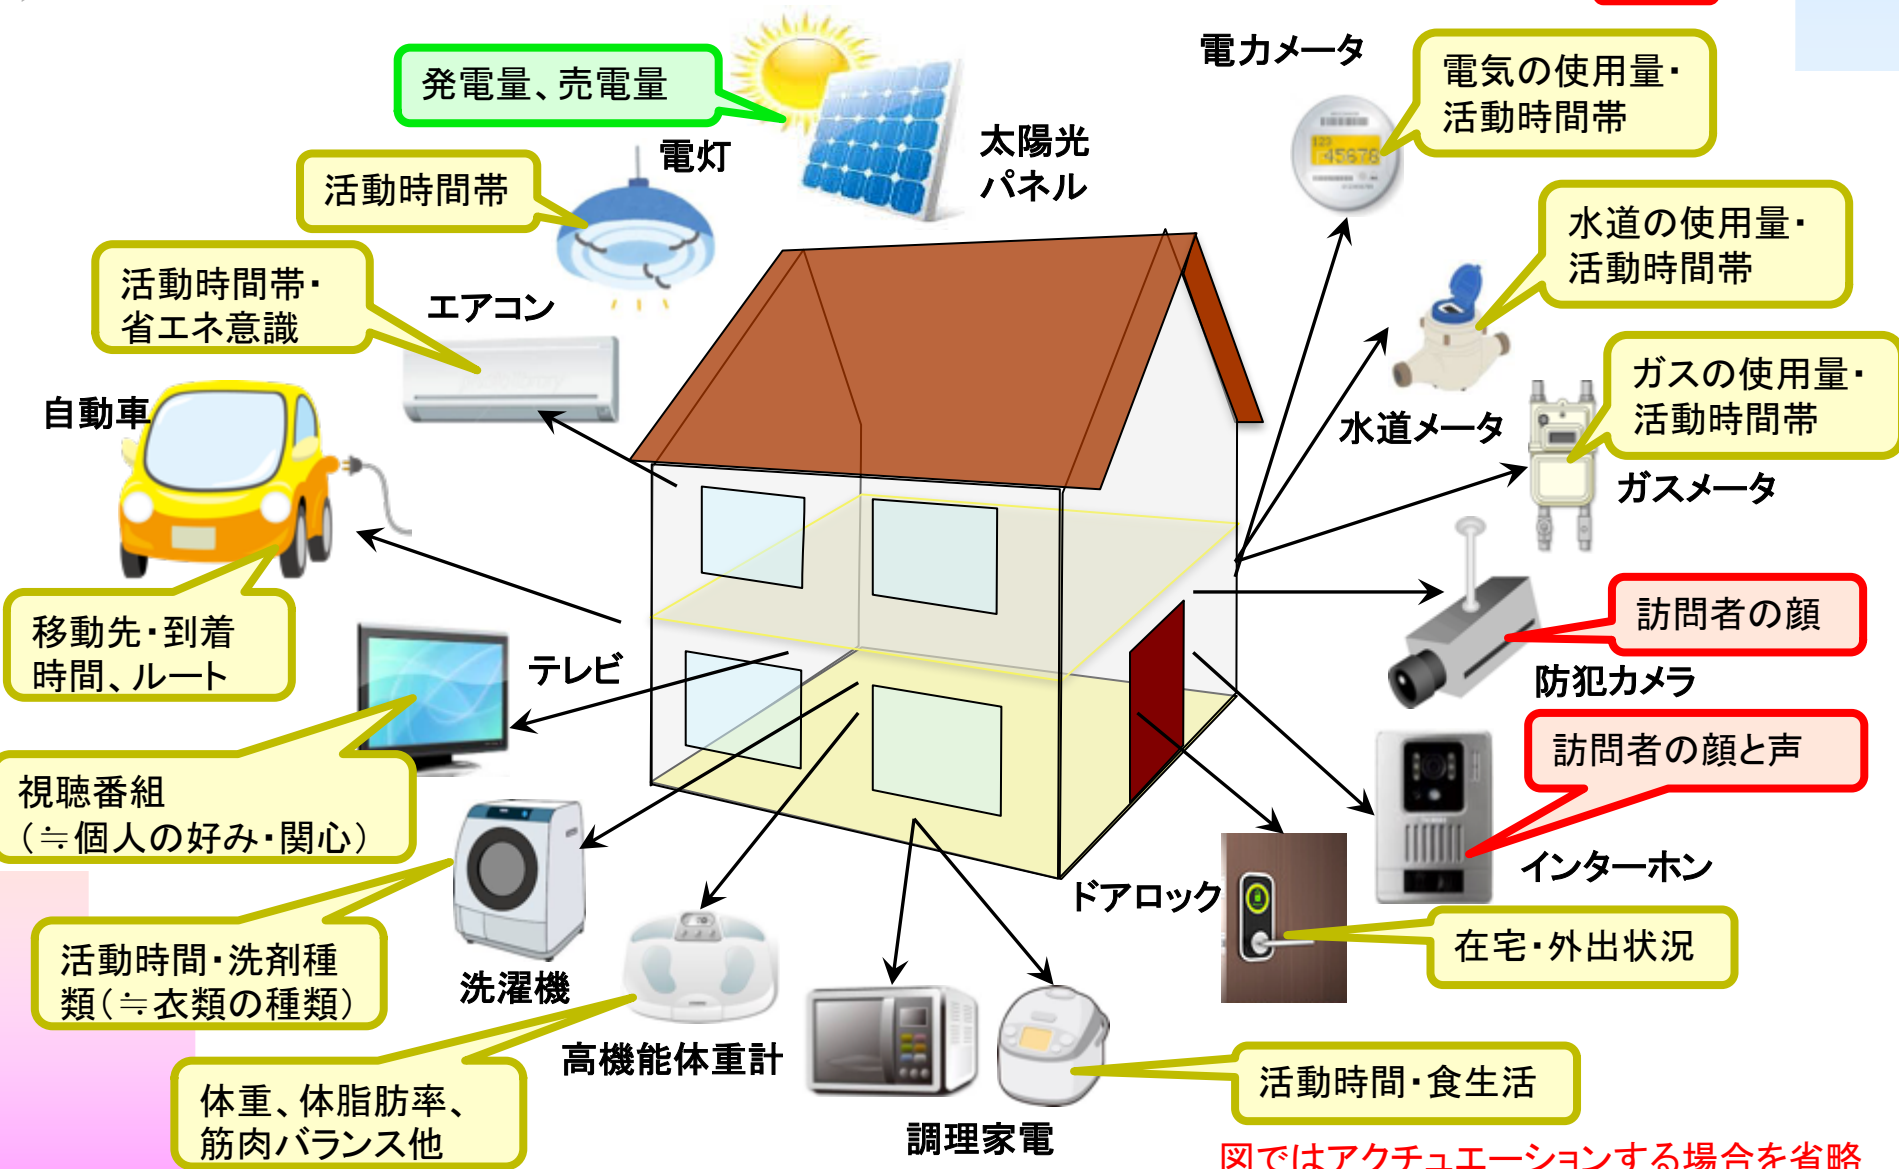 発電量、売電量
電力メータ
電気の使用量・
活動時間帯
太陽光
パネル
電灯
活動時間帯
水道の使用量・
活動時間帯
活動時間帯・
省エネ意識
エアコン
ガスの使用量・
活動時間帯
自動車
水道メータ
ガスメータ
移動先・到着
時間、ルート
テレビ
訪問者の顔
防犯カメラ
訪問者の顔と声
視聴番組
（≒個人の好み・関心）
インターホン
ドアロック
在宅・外出状況
活動時間・洗剤種
類（≒衣類の種類）
洗濯機
高機能体重計
体重、体脂肪率、
筋肉バランス他
活動時間・食生活
調理家電
図ではアクチュエーションする場合を省略